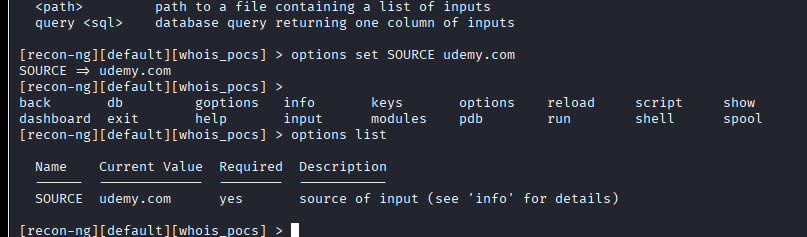 <path>        path to a file containing a list of inputs
query <sql>   database query returning one column of inputs
[recon-ng][default][whois_pocs] > options set SOURCE udemy.com
SOURCE ⇒ udemy.com
[recon-ng][default][whois_pocs] >
back       db         goptions   info       keys       options    reload     script     show
dashboard  exit       help       input      modules    pdb        run        shell      spool
[recon-ng][default][whois_pocs] > options list
Name    Current Value  Required  Description
SOURCE  udemy.com      yes       source of input (see 'info' for details)
[recon-ng][default][whois_pocs] >